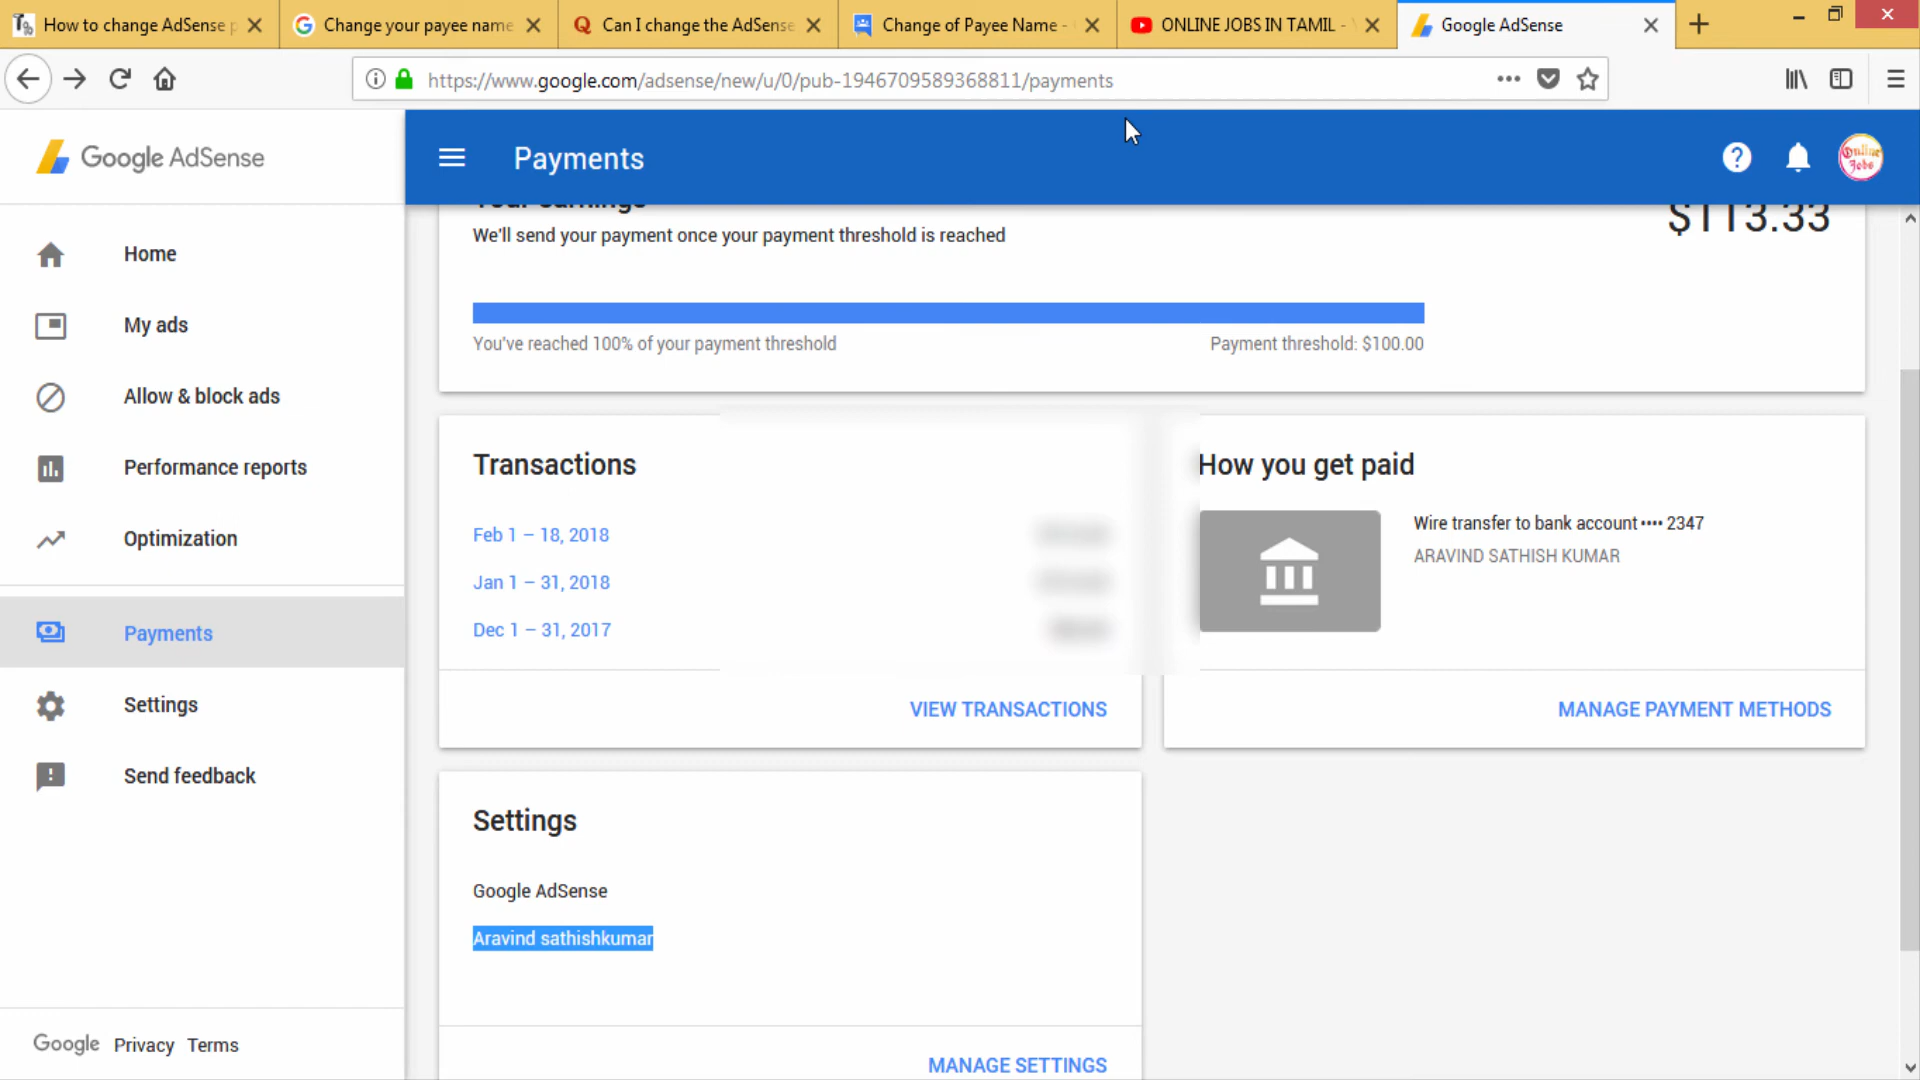 How to change AdSense p
Change your payee name
Can I change the AdSense
Change of Payee Name -
ONLINE JOBS IN TAMIL -
Google AdSense
https://www.google.com/adsense/new/u/0/pub-1946709589368811/payments
Google AdSense
Payments
Online
Jobs
Home
My ads
Allow & block ads
Performance reports
Optimization
Payments
Settings
Send feedback
Google Privacy Terms
Your earnings
$113.33
We'll send your payment once your payment threshold is reached
You've reached 100% of your payment threshold
Payment threshold: $100.00
Transactions
Feb 1 – 18, 2018
Jan 1 – 31, 2018
Dec 1 – 31, 2017
VIEW TRANSACTIONS
How you get paid
Wire transfer to bank account •••• 2347
ARAVIND SATHISH KUMAR
MANAGE PAYMENT METHODS
Settings
Google AdSense
Aravind sathishkumar
MANAGE SETTINGS